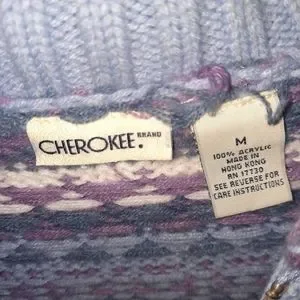 CHEROKEE. BRAND
M
100% ACRYLIC
MADE IN
HONG KONG
RN 17730
SEE REVERSE FOR
CARE INSTRUCTIONS